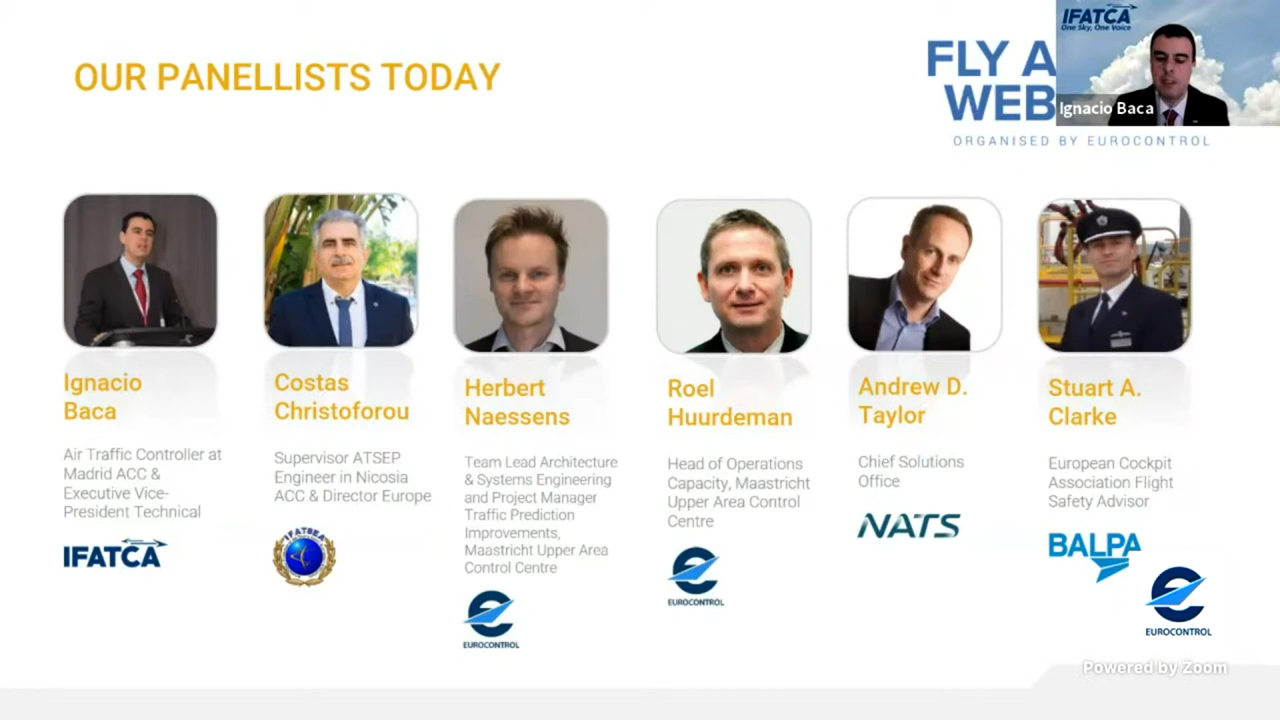 OUR PANELLISTS TODAY
FLY A
WEB
ORGANISED BY EUROCONTROL
IFATCA
One Sky, One Voice
Ignacio Baca
Ignacio
Baca
Air Traffic Controller at
Madrid ACC &
Executive Vice-
President Technical
IFATCA
Costas
Christoforou
Supervisor ATSEP
Engineer in Nicosia
ACC & Director Europe
IFATSEA
Herbert
Naessens
Team Lead Architecture
& Systems Engineering
and Project Manager
Traffic Prediction
Improvements,
Maastricht Upper Area
Control Centre
EUROCONTROL
Roel
Huurdeman
Head of Operations
Capacity, Maastricht
Upper Area Control
Centre
EUROCONTROL
Andrew D.
Taylor
Chief Solutions
Office
NATS
Stuart A.
Clarke
European Cockpit
Association Flight
Safety Advisor
BALPA
EUROCONTROL
Powered by Zoom